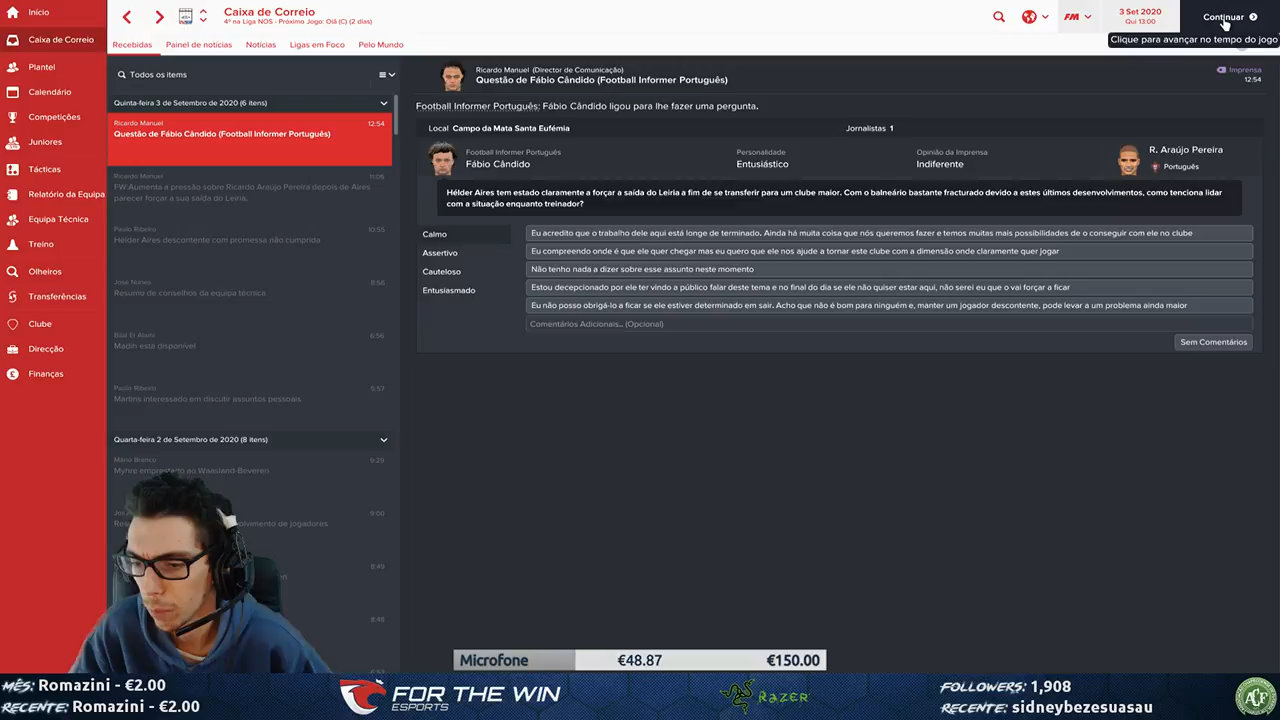 Início
Caixa de Correio
Plantel
Calendário
Competições
Juniores
Tácticas
Relatório da Equipa
Equipa Técnica
Treino
Olheiros
Transferências
Clube
Direcção
Finanças
Caixa de Correio
4º na Liga NOS - Próximo Jogo: Oiã (C) (2 dias)
FM
3 Set 2020
Qui 13:00
Continuar
Clique para avançar no tempo do jogo
Recebidas
Painel de notícias
Notícias
Ligas em Foco
Pelo Mundo
Todos os items
Quinta-feira 3 de Setembro de 2020 (6 itens)
Ricardo Manuel
12:54
Questão de Fábio Cândido (Football Informer Português)
Ricardo Manuel
11:06
FW:Aumenta a pressão sobre Ricardo Araújo Pereira depois de Aires
parecer forçar a sua saída do Leiria.
Paulo Ribeiro
10:55
Hélder Aires descontente com promessa não cumprida
José Nunes
8:56
Resumo de conselhos da equipa técnica
Bilal El Aloni
6:56
Madih está disponível
Paulo Ribeiro
5:57
Martins interessado em discutir assuntos pessoais
Quarta-feira 2 de Setembro de 2020 (8 itens)
Mário Branco
9:29
Myhre emprestado ao Waasland-Beveren
9:00
olvimento de jogadores
8:49
8:48
Ricardo Manuel (Director de Comunicação)
Questão de Fábio Cândido (Football Informer Português)
Imprensa
12:54
Football Informer Português: Fábio Cândido ligou para lhe fazer uma pergunta.
Local Campo da Mata Santa Eufémia
Jornalistas 1
Football Informer Português
Fábio Cândido
Personalidade
Entusiástico
Opinião da Imprensa
Indiferente
R. Araújo Pereira
Português
Hélder Aires tem estado claramente a forçar a saída do Leiria a fim de se transferir para um clube maior. Com o balneário bastante fracturado devido a estes últimos desenvolvimentos, como tenciona lidar
com a situação enquanto treinador?
Calmo
Assertivo
Cauteloso
Entusiasmado
Eu acredito que o trabalho dele aqui está longe de terminado. Ainda há muita coisa que nós queremos fazer e temos muitas mais possibilidades de o conseguir com ele no clube
Eu compreendo onde é que ele quer chegar mas eu quero que ele nos ajude a tornar este clube com a dimensão onde claramente quer jogar
Não tenho nada a dizer sobre esse assunto neste momento
Estou decepcionado por ele ter vindo a público falar deste tema e no final do dia se ele não quiser estar aqui, não serei eu que o vai forçar a ficar
Eu não posso obrigá-lo a ficar se ele estiver determinado em sair. Acho que não é bom para ninguém e, manter um jogador descontente, pode levar a um problema ainda maior
Comentários Adicionais... (Opcional)
Sem Comentários
Microfone €48.87 €150.00
MÊS: Romazini - €2.00
RECENTE: Romazini - €2.00
FOR THE WIN
ESPORTS
RAZER
FOLLOWERS: 1,908
RECENTE: sidneybezesuasau